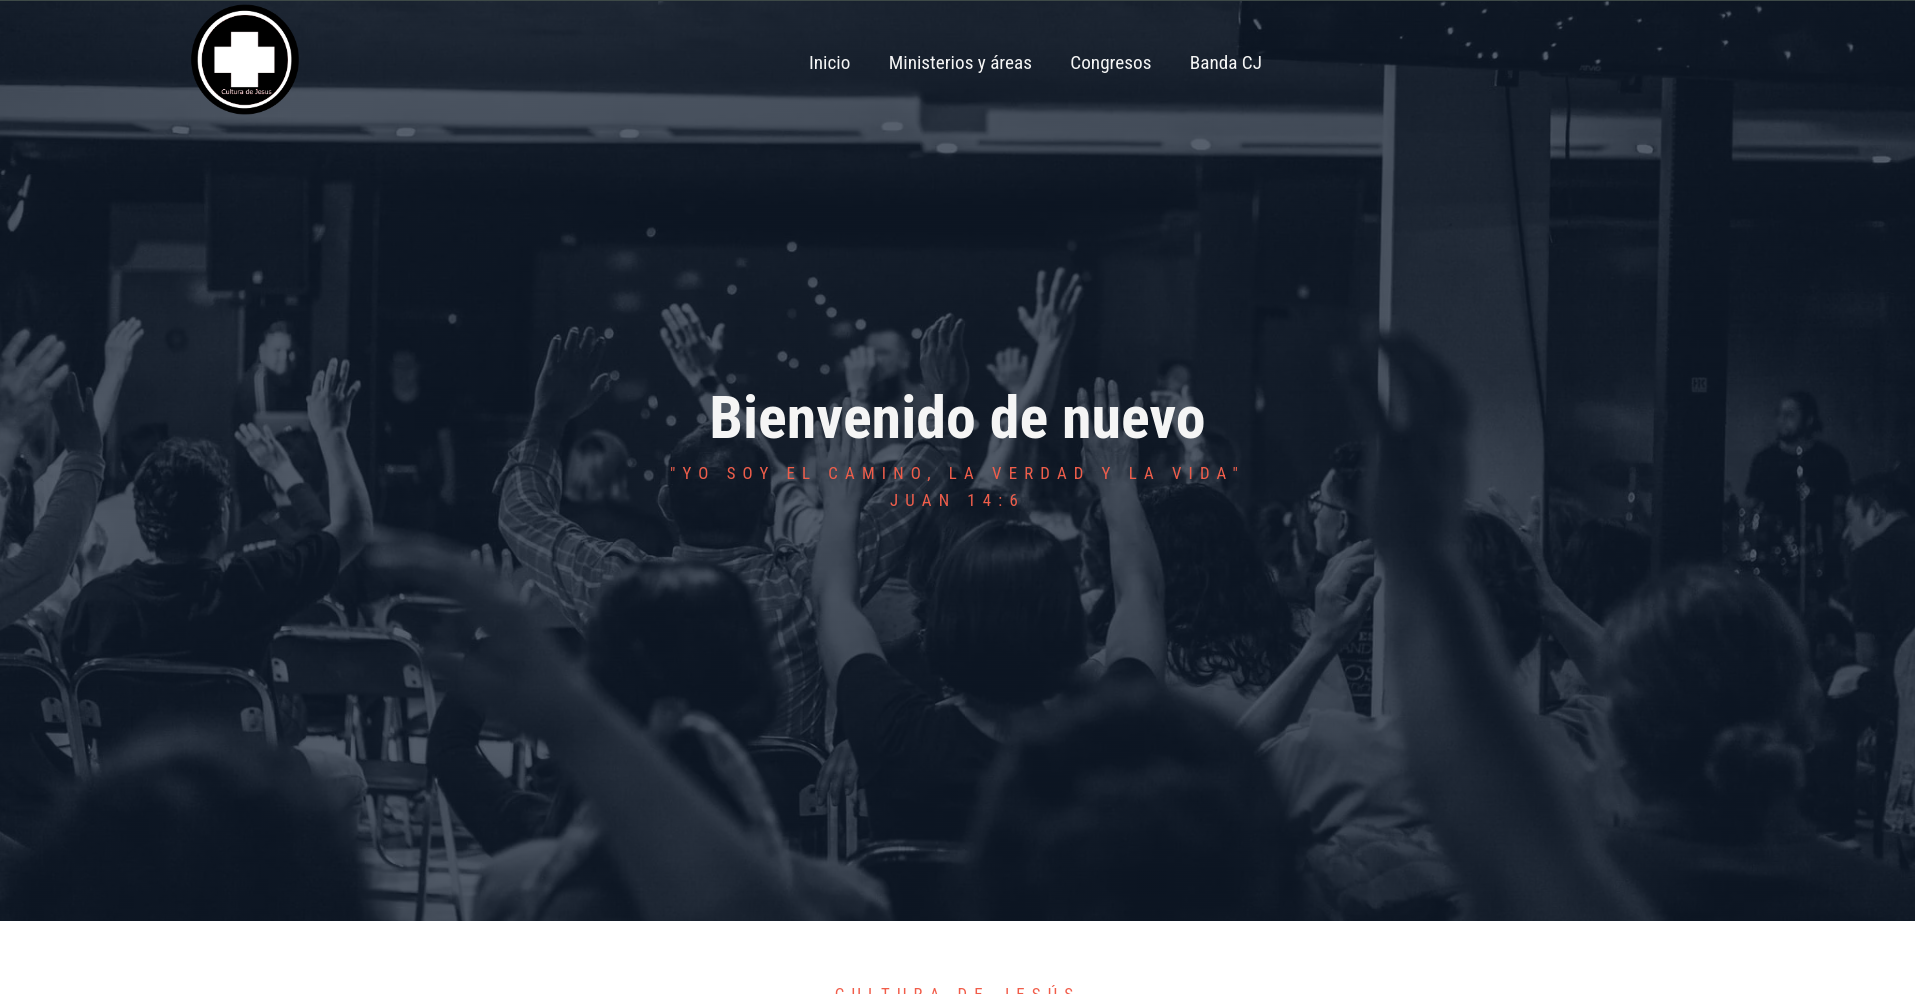 Cultura de Jesus
Inicio Ministerios y áreas Congresos Banda CJ
Bienvenido de nuevo
"YO SOY EL CAMINO, LA VERDAD Y LA VIDA"
JUAN 14:6
CULTURA DE JESÚS